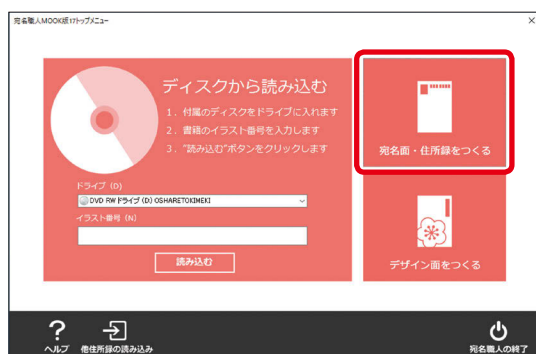 宛名職人MOOK版17トップメニュー
ディスクから読み込む
1．付属のディスクをドライブに入れます
2．書籍のイラスト番号を入力します
3．"読み込む"ボタンをクリックします
ドライブ (D)
DVD RW ドライブ (D) OSHARETOKIMEKI
イラスト番号 (N)
読み込む
宛名面・住所録をつくる
デザイン面をつくる
ヘルプ
他住所録の読み込み
宛名職人の終了